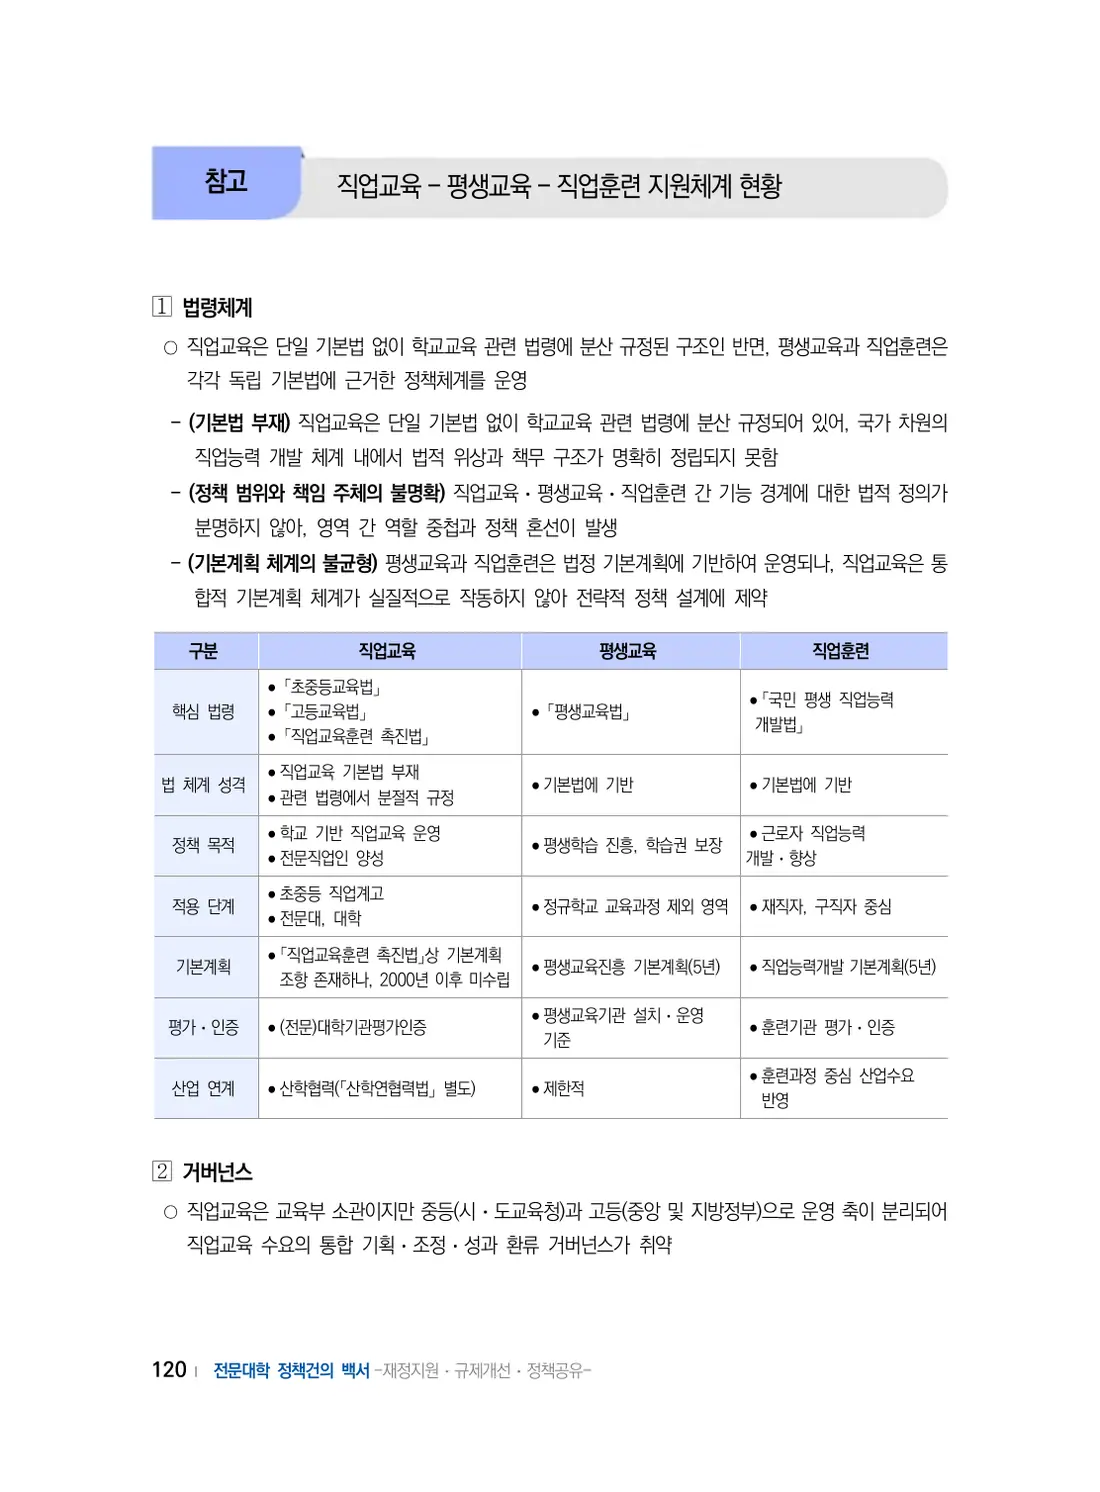 참고
직업교육 – 평생교육 – 직업훈련 지원체계 현황
1 법령체계
○ 직업교육은 단일 기본법 없이 학교교육 관련 법령에 분산 규정된 구조인 반면, 평생교육과 직업훈련은
각각 독립 기본법에 근거한 정책체계를 운영
- (기본법 부재) 직업교육은 단일 기본법 없이 학교교육 관련 법령에 분산 규정되어 있어, 국가 차원의
직업능력 개발 체계 내에서 법적 위상과 책무 구조가 명확히 정립되지 못함
- (정책 범위와 책임 주체의 불명확) 직업교육·평생교육·직업훈련 간 기능 경계에 대한 법적 정의가
분명하지 않아, 영역 간 역할 중첩과 정책 혼선이 발생
- (기본계획 체계의 불균형) 평생교육과 직업훈련은 법정 기본계획에 기반하여 운영되나, 직업교육은 통
합적 기본계획 체계가 실질적으로 작동하지 않아 전략적 정책 설계에 제약
구분 직업교육 평생교육 직업훈련
핵심 법령
●「초중등교육법」
●「고등교육법」
●「직업교육훈련 촉진법」
●「평생교육법」
●「국민 평생 직업능력
개발법」
법 체계 성격
●직업교육 기본법 부재
●관련 법령에서 분절적 규정
●기본법에 기반
●기본법에 기반
정책 목적
●학교 기반 직업교육 운영
●전문직업인 양성
●평생학습 진흥, 학습권 보장
●근로자 직업능력
개발·향상
적용 단계
●초중등 직업계고
●전문대, 대학
●정규학교 교육과정 제외 영역
●재직자, 구직자 중심
기본계획
●「직업교육훈련 촉진법」상 기본계획
조항 존재하나, 2000년 이후 미수립
●평생교육진흥 기본계획(5년)
●직업능력개발 기본계획(5년)
평가·인증
●(전문)대학기관평가인증
●평생교육기관 설치·운영
기준
●훈련기관 평가·인증
산업 연계
●산학협력(「산학연협력법」 별도)
●제한적
●훈련과정 중심 산업수요
반영
2 거버넌스
○ 직업교육은 교육부 소관이지만 중등(시·도교육청)과 고등(중앙 및 지방정부)으로 운영 축이 분리되어
직업교육 수요의 통합 기획·조정·성과 환류 거버넌스가 취약
120 | 전문대학 정책건의 백서 -재정지원·규제개선·정책공유-